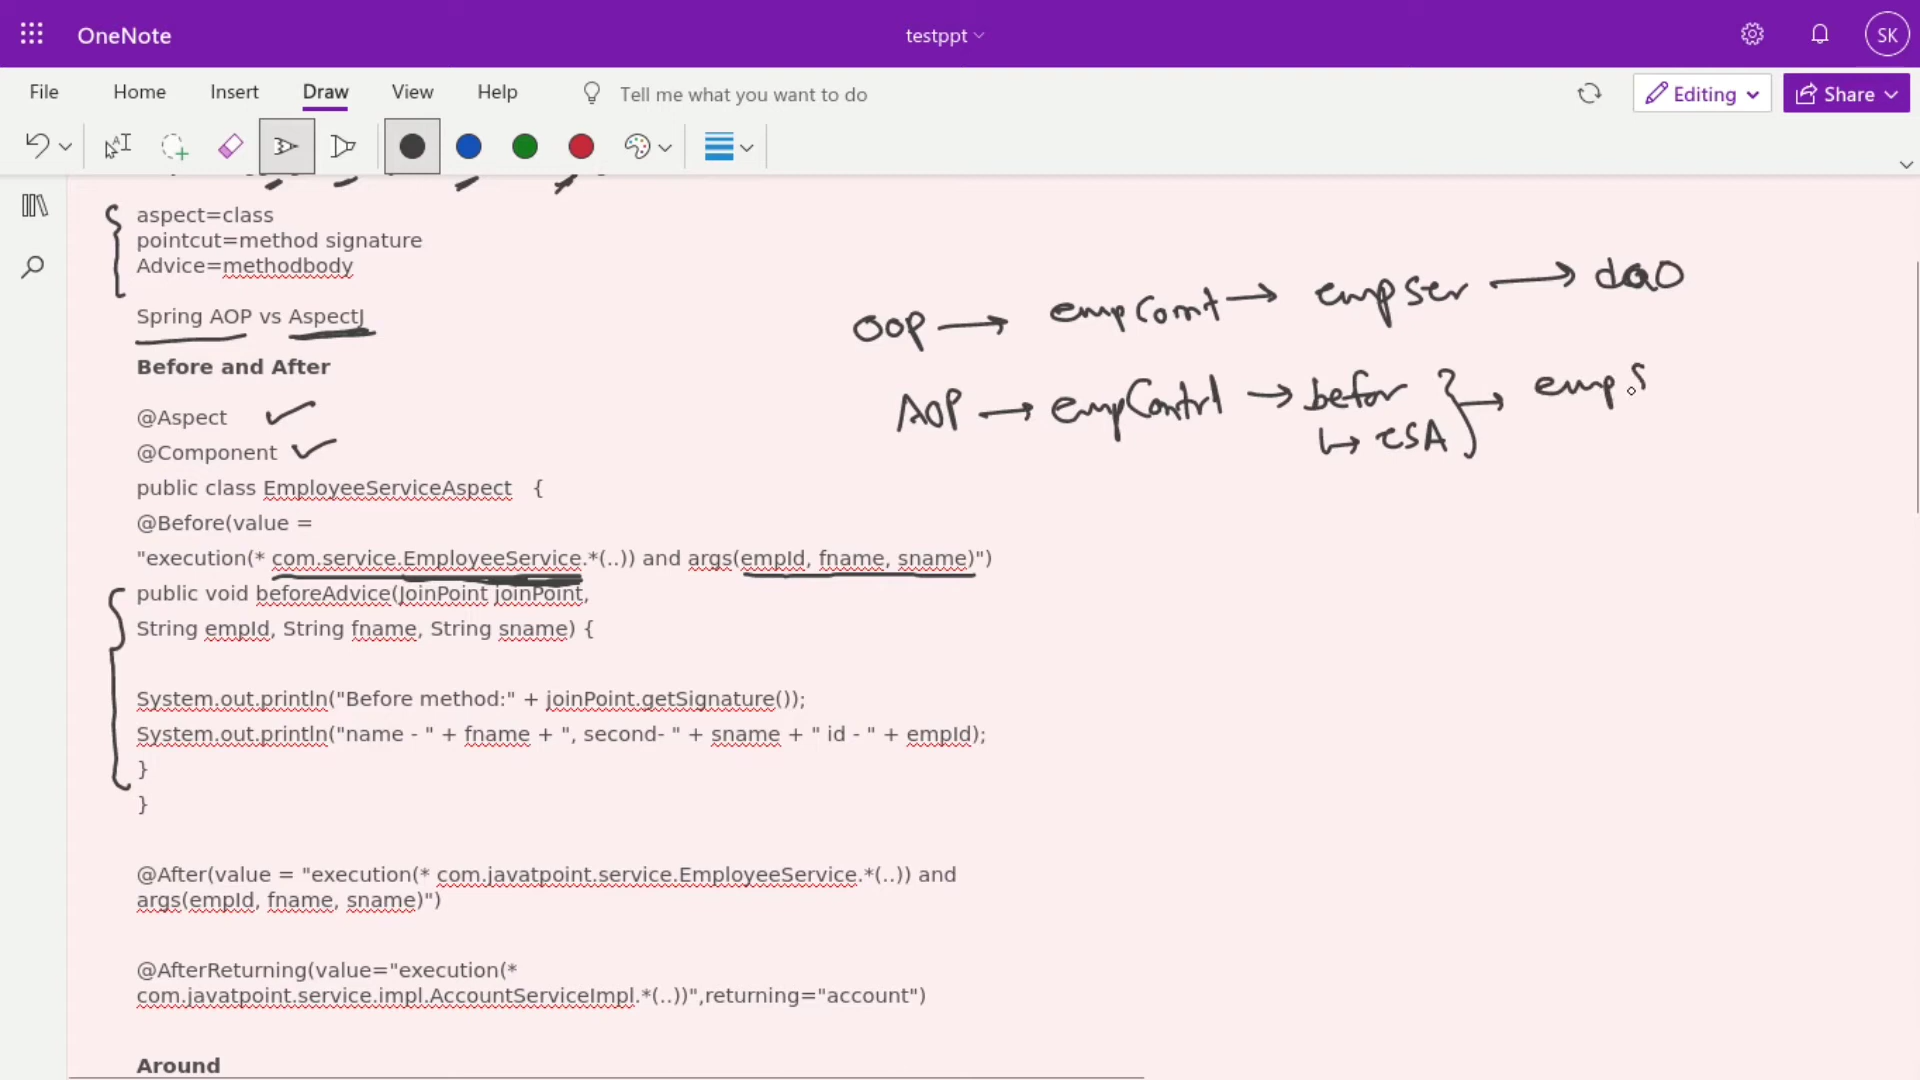 OneNote
testppt
SK
File Home Insert Draw View Help Tell me what you want to do
Editing
Share
aspect=class
pointcut=method signature
Advice=methodbody
Spring AOP vs AspectJ
Before and After
@Aspect
@Component
public class EmployeeServiceAspect {
@Before(value =
"execution(* com.service.EmployeeService.*(..)) and args(empId, fname, sname)")
public void beforeAdvice(JoinPoint joinPoint,
String empId, String fname, String sname) {
System.out.println("Before method:" + joinPoint.getSignature());
System.out.println("name - " + fname + ", second- " + sname + " id - " + empId);
}
}
@After(value = "execution(* com.javatpoint.service.EmployeeService.*(..)) and
args(empId, fname, sname)")
@AfterReturning(value="execution(*
com.javatpoint.service.impl.AccountServiceImpl.*(..))",returning="account")
Around
OOP → empCont → empSer → dao
AOP → empContrl → befor } → empS
↳ ESA